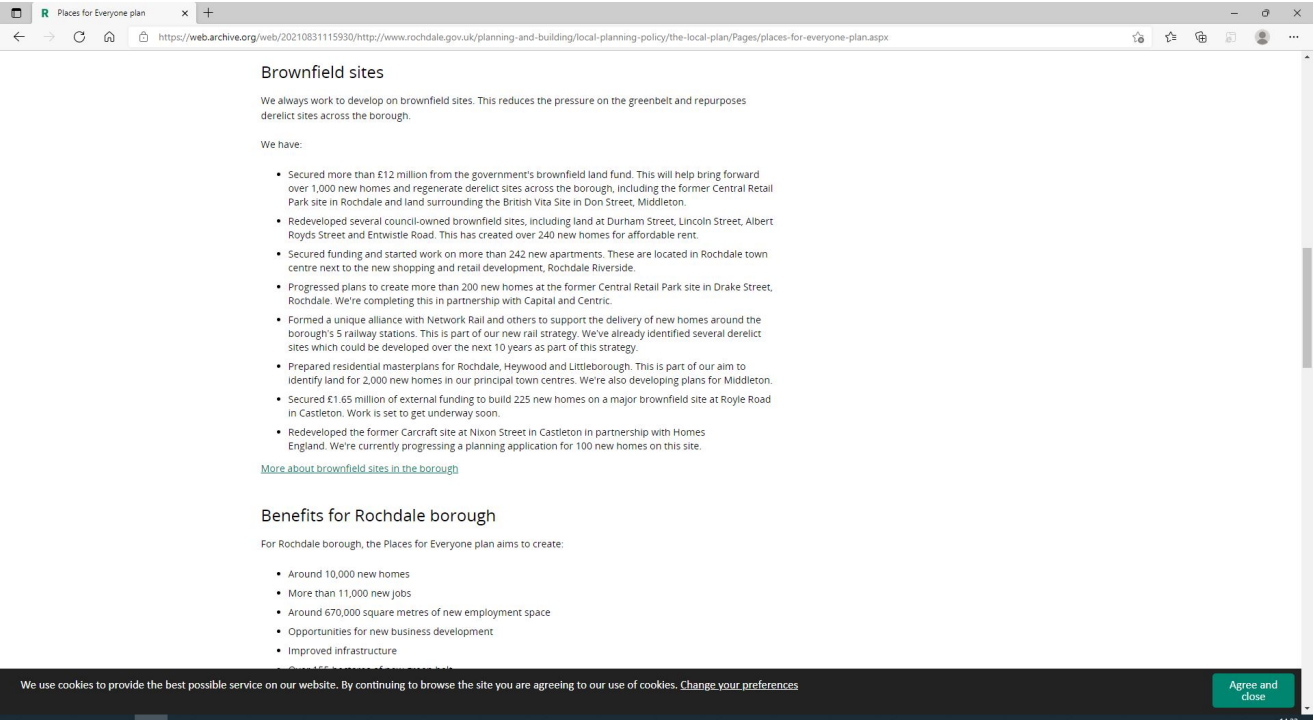 R Places for Everyone plan
https://web.archive.org/web/20210831115930/http://www.rochdale.gov.uk/planning-and-building/local-planning-policy/the-local-plan/Pages/places-for-everyone-plan.aspx
Brownfield sites
We always work to develop on brownfield sites. This reduces the pressure on the greenbelt and repurposes
derelict sites across the borough.
We have:
• Secured more than £12 million from the government's brownfield land fund. This will help bring forward
over 1,000 new homes and regenerate derelict sites across the borough, including the former Central Retail
Park site in Rochdale and land surrounding the British Vita Site in Don Street, Middleton.
• Redeveloped several council-owned brownfield sites, including land at Durham Street, Lincoln Street, Albert
Royds Street and Entwistle Road. This has created over 240 new homes for affordable rent.
• Secured funding and started work on more than 242 new apartments. These are located in Rochdale town
centre next to the new shopping and retail development, Rochdale Riverside.
• Progressed plans to create more than 200 new homes at the former Central Retail Park site in Drake Street,
Rochdale. We're completing this in partnership with Capital and Centric.
• Formed a unique alliance with Network Rail and others to support the delivery of new homes around the
borough's 5 railway stations. This is part of our new rail strategy. We've already identified several derelict
sites which could be developed over the next 10 years as part of this strategy.
• Prepared residential masterplans for Rochdale, Heywood and Littleborough. This is part of our aim to
identify land for 2,000 new homes in our principal town centres. We're also developing plans for Middleton.
• Secured £1.65 million of external funding to build 225 new homes on a major brownfield site at Royle Road
in Castleton. Work is set to get underway soon.
• Redeveloped the former Carcraft site at Nixon Street in Castleton in partnership with Homes
England. We're currently progressing a planning application for 100 new homes on this site.
More about brownfield sites in the borough
Benefits for Rochdale borough
For Rochdale borough, the Places for Everyone plan aims to create:
• Around 10,000 new homes
• More than 11,000 new jobs
• Around 670,000 square metres of new employment space
• Opportunities for new business development
• Improved infrastructure
We use cookies to provide the best possible service on our website. By continuing to browse the site you are agreeing to our use of cookies. Change your preferences
Agree and
close